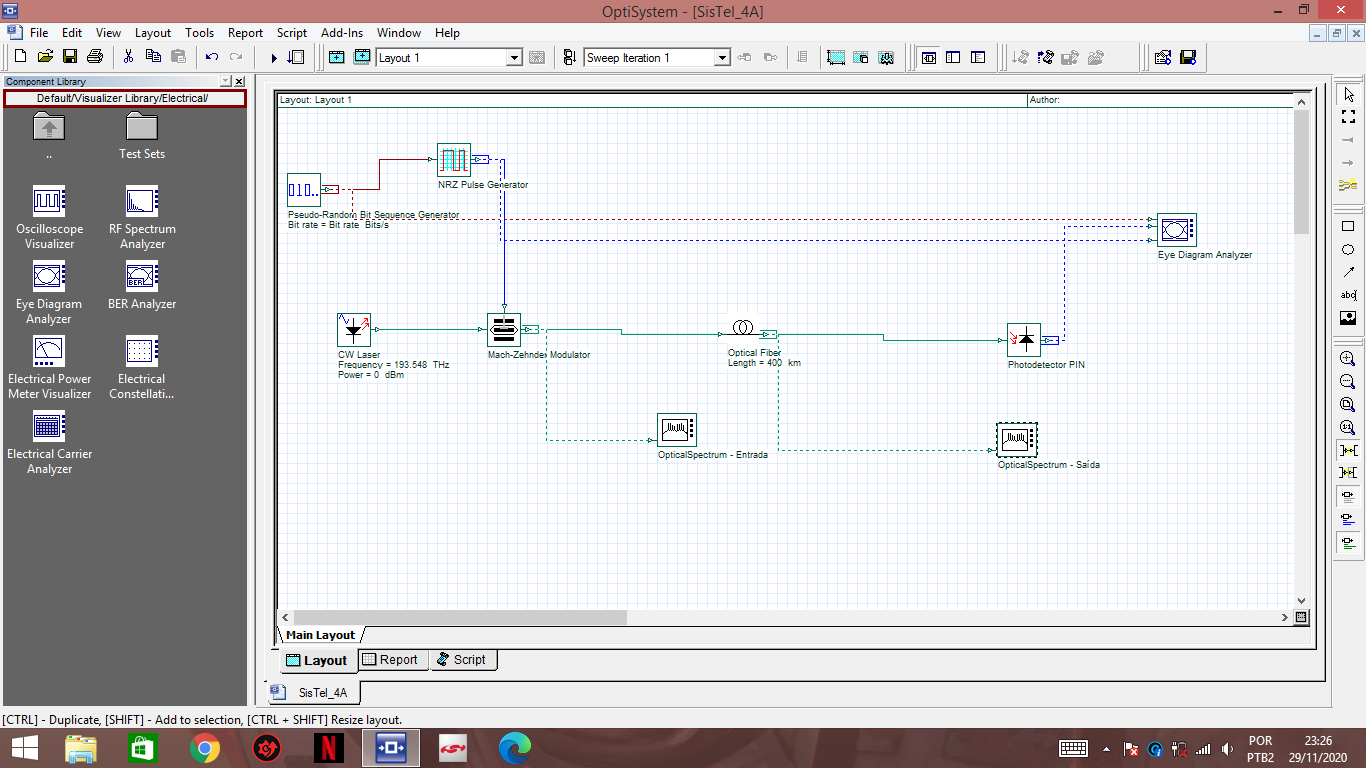 OptiSystem - [SisTel_4A]
File Edit View Layout Tools Report Script Add-Ins Window Help
Layout 1
Sweep Iteration 1
Component Library
Default/Visualizer Library/Electrical/
..
Test Sets
Oscilloscope
Visualizer
RF Spectrum
Analyzer
Eye Diagram
Analyzer
BER
BER Analyzer
Electrical Power
Meter Visualizer
Electrical
Constellati...
Electrical Carrier
Analyzer
Layout: Layout 1
Author:
NRZ Pulse Generator
Pseudo-Random Bit Sequence Generator
Bit rate = Bit rate Bits/s
Eye Diagram Analyzer
CW Laser
Frequency = 193.548 THz
Power = 0 dBm
Mach-Zehnder Modulator
Optical Fiber
Length = 400 km
Photodetector PIN
OpticalSpectrum - Entrada
OpticalSpectrum - Saída
abc
Main Layout
Layout
Report
Script
SisTel_4A
[CTRL] - Duplicate, [SHIFT] - Add to selection, [CTRL + SHIFT] Resize layout.
POR
PTB2
23:26
29/11/2020